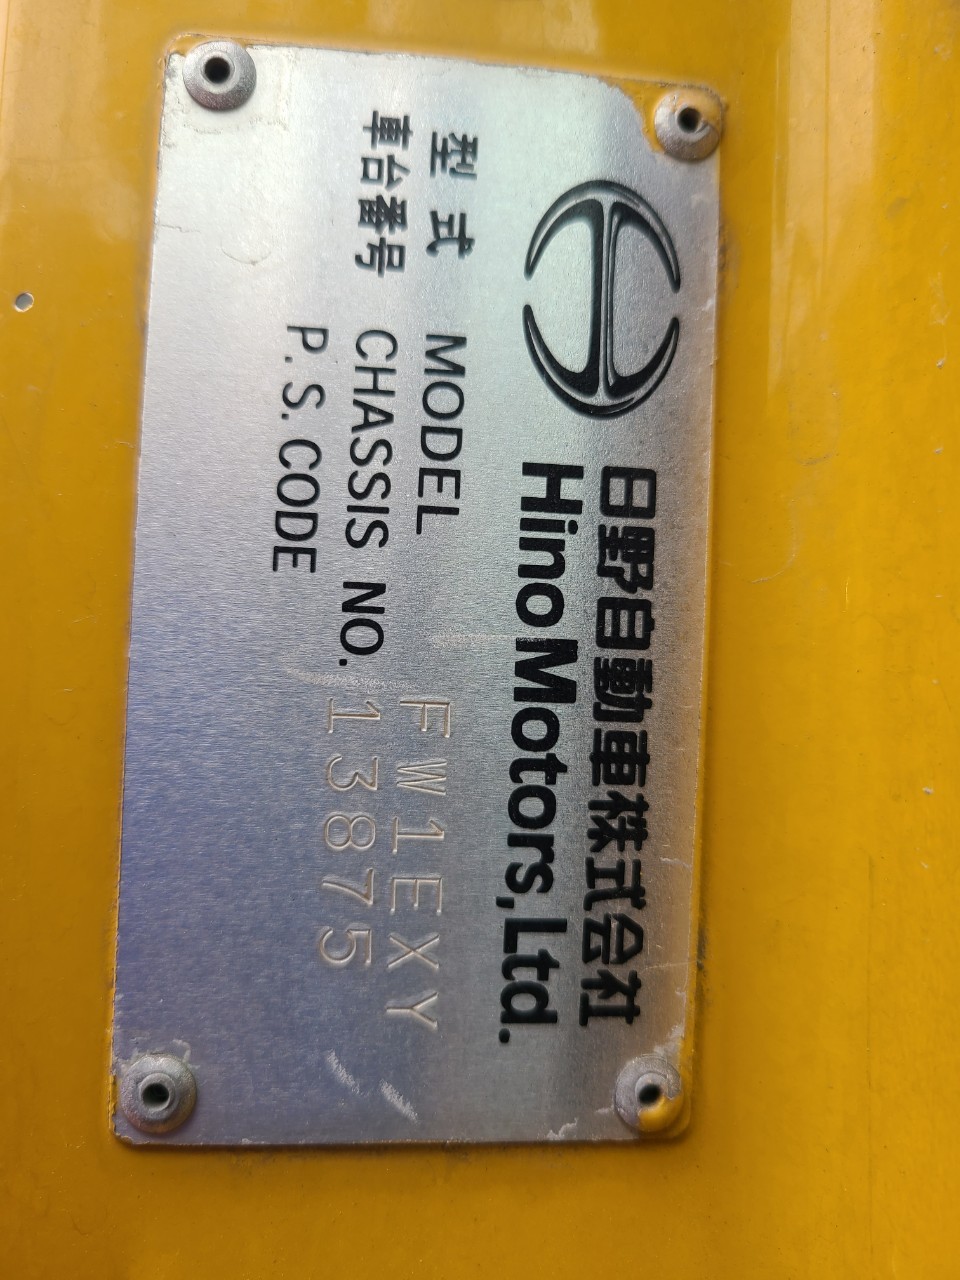 日野自動車株式会社
Hino Motors, Ltd.
型式 MODEL FW1EXY
車台番号 CHASSIS NO. 13875
P.S.CODE